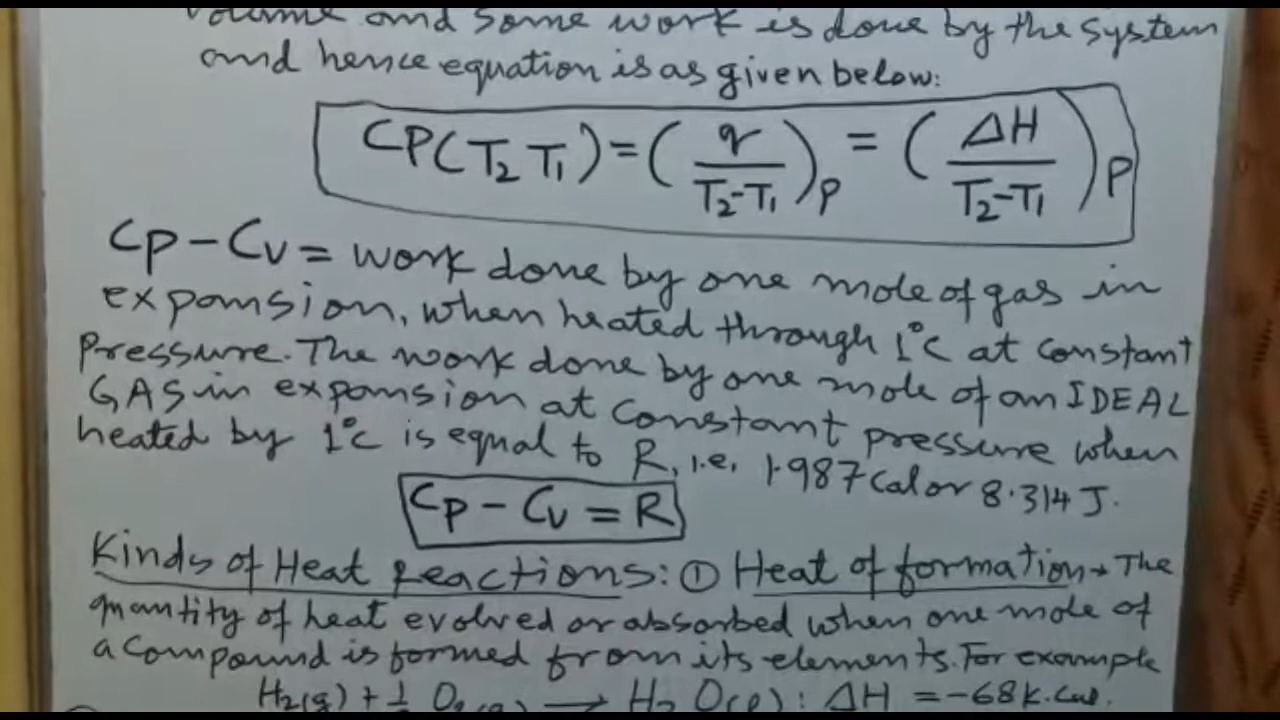 volume and some work is done by the system
and hence equation is as given below:
CP(T₂ T₁) = (q / T₂-T₁)p = (ΔH / T₂-T₁)P
Cp - Cv = work done by one mole of gas in
expansion, when heated through 1°C at constant
Pressure. The work done by one mole of an IDEAL
GAS in expansion at constant pressure when
heated by 1°C is equal to R, i.e. 1.987 Cal or 8.314 J.
Cp - Cv = R
Kinds of Heat Reactions: ① Heat of formation → The
quantity of heat evolved or absorbed when one mole of
a compound is formed from its elements. For example
H₂(g) + ½ O₂(g) → H₂O(l) : ΔH = -68 K.Cal.